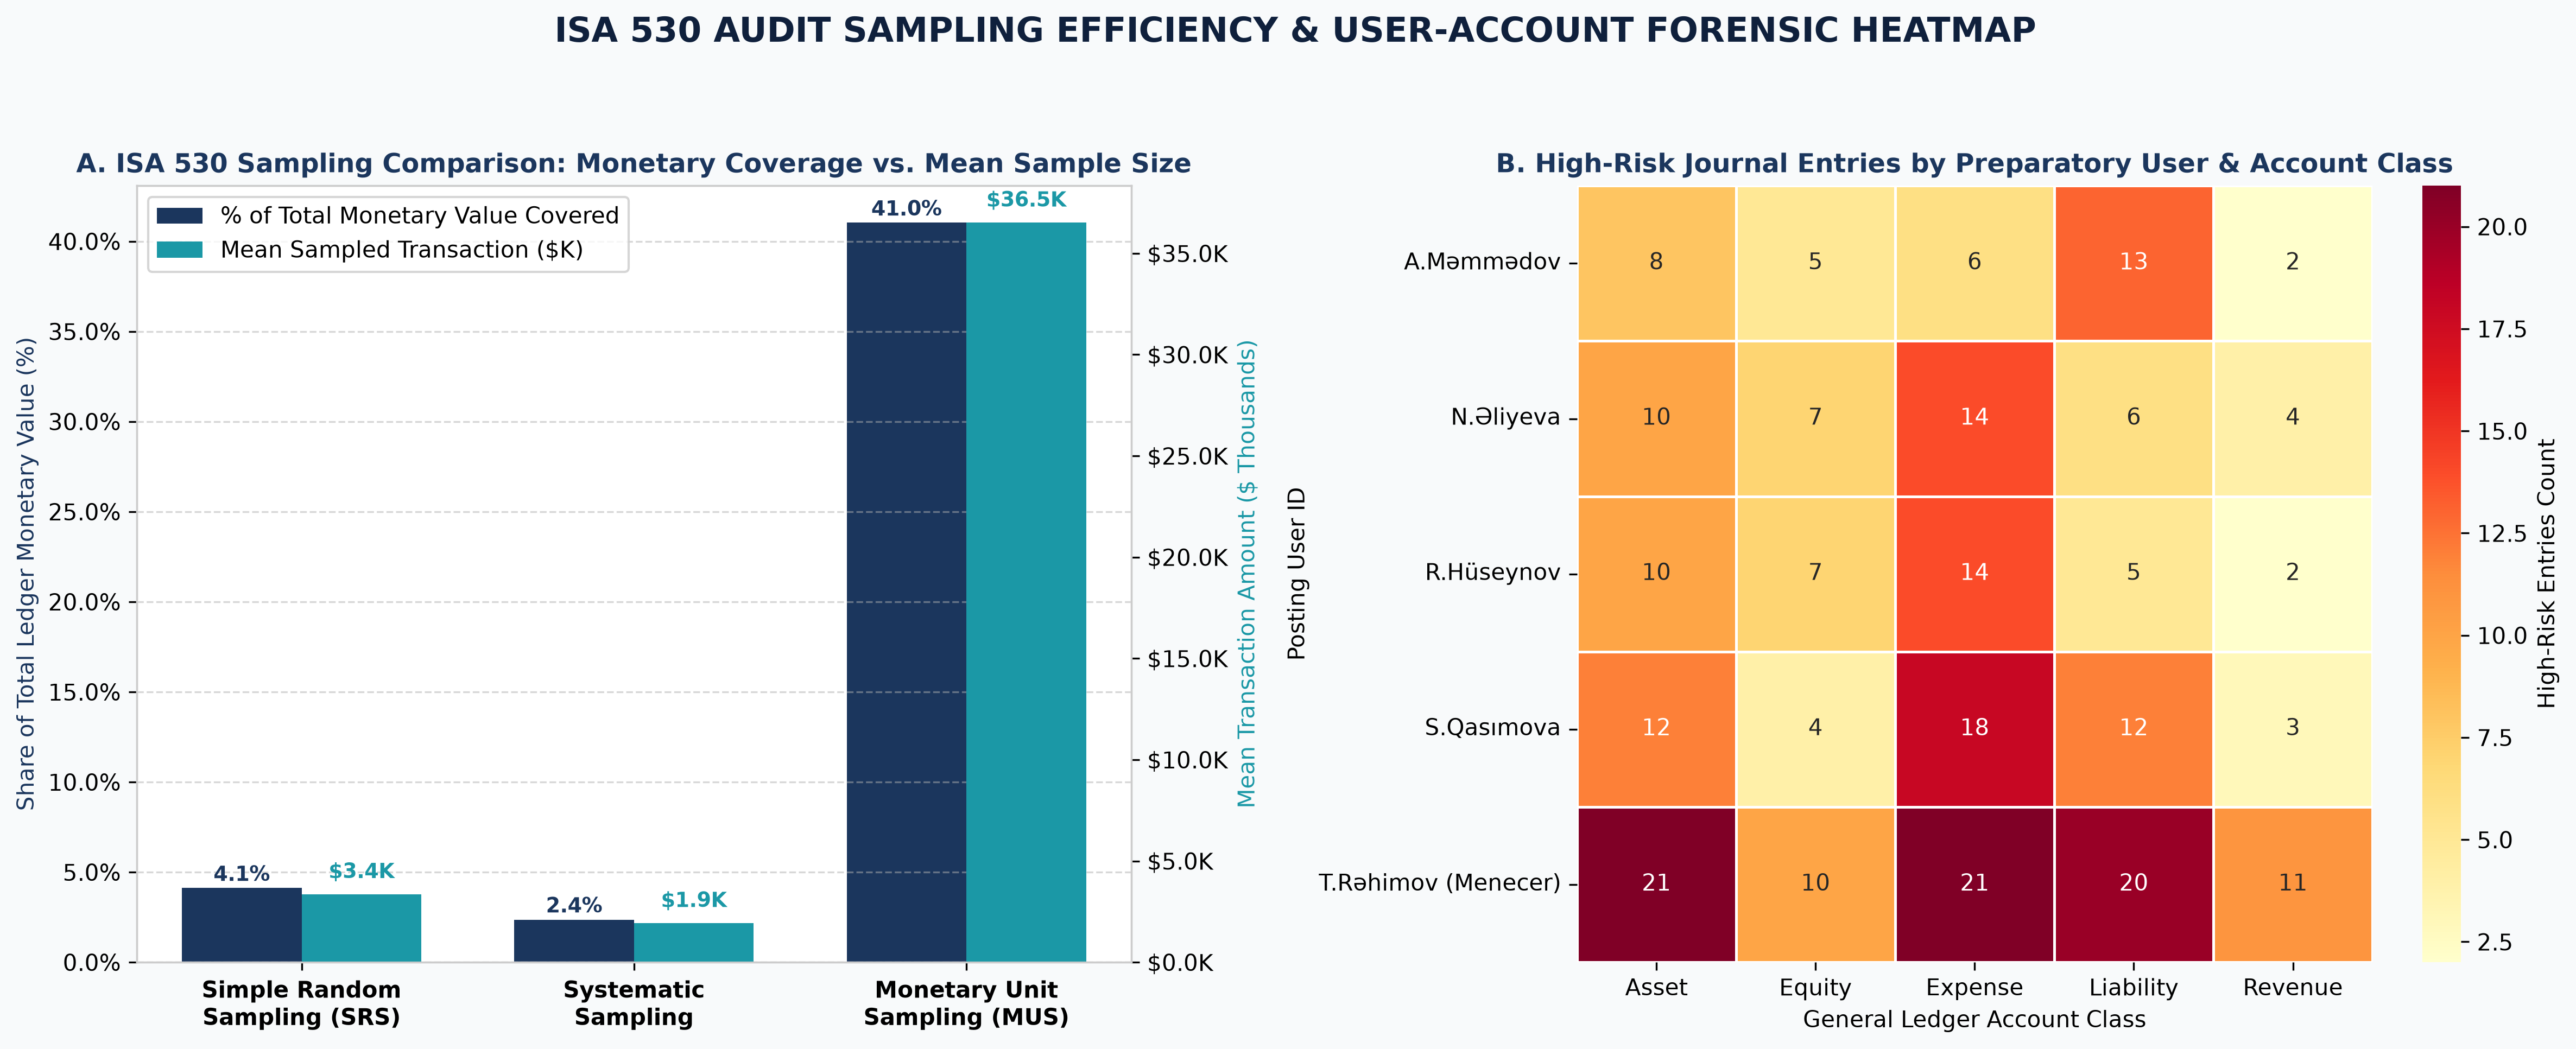 ISA 530 AUDIT SAMPLING EFFICIENCY & USER-ACCOUNT FORENSIC HEATMAP
A. ISA 530 Sampling Comparison: Monetary Coverage vs. Mean Sample Size
% of Total Monetary Value Covered
Mean Sampled Transaction ($K)
Share of Total Ledger Monetary Value (%)
40.0%
35.0%
30.0%
25.0%
20.0%
15.0%
10.0%
5.0%
0.0%
4.1%
$3.4K
2.4%
$1.9K
41.0%
$36.5K
Simple Random
Sampling (SRS)
Systematic
Sampling
Monetary Unit
Sampling (MUS)
$35.0K
$30.0K
$25.0K
$20.0K
$15.0K
$10.0K
$5.0K
$0.0K
Mean Transaction Amount ($ Thousands)
B. High-Risk Journal Entries by Preparatory User & Account Class
Posting User ID
A.Məmmədov 8 5 6 13 2
N.Əliyeva 10 7 14 6 4
R.Hüseynov 10 7 14 5 2
S.Qasımova 12 4 18 12 3
T.Rəhimov (Menecer) 21 10 21 20 11
Asset Equity Expense Liability Revenue
General Ledger Account Class
20.0
17.5
15.0
12.5
10.0
7.5
5.0
2.5
High-Risk Entries Count